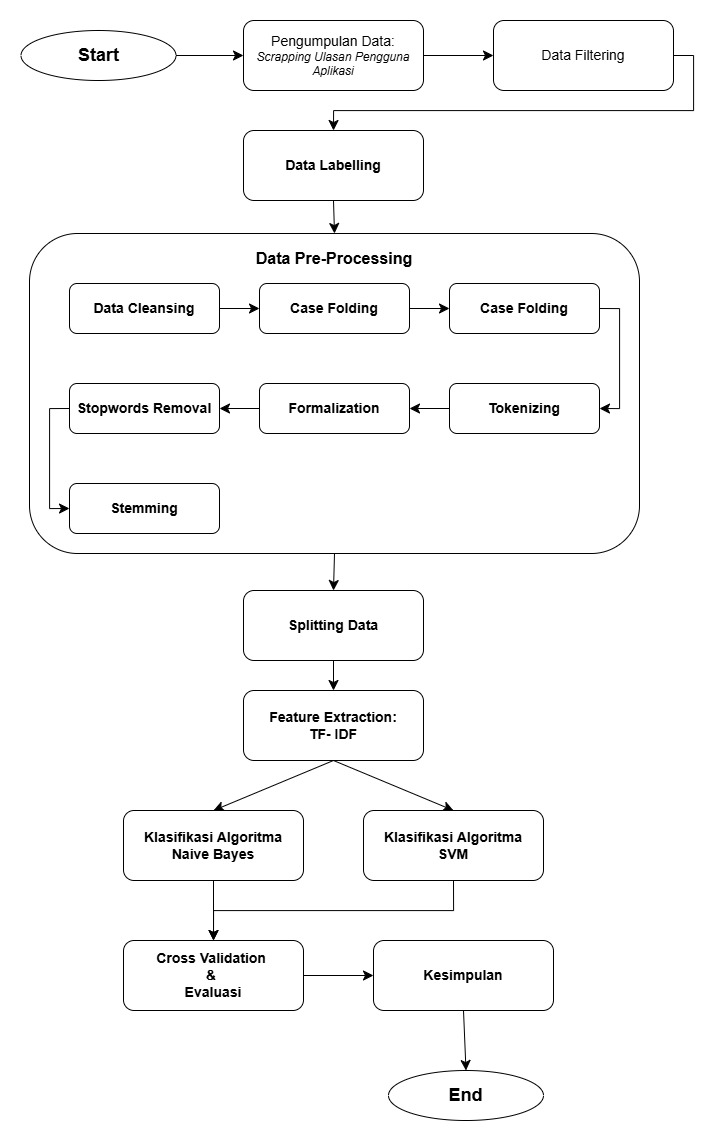 Start
Pengumpulan Data:
Scrapping Ulasan Pengguna
Aplikasi
Data Filtering
Data Labelling
Data Pre-Processing
Data Cleansing
Case Folding
Case Folding
Tokenizing
Formalization
Stopwords Removal
Stemming
Splitting Data
Feature Extraction:
TF- IDF
Klasifikasi Algoritma
Naive Bayes
Klasifikasi Algoritma
SVM
Cross Validation
&
Evaluasi
Kesimpulan
End